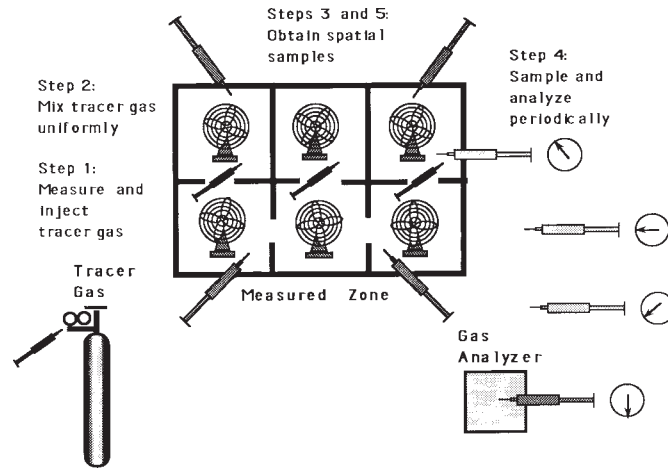 Steps 3 and 5:
Obtain spatial
samples
Step 4:
Sample and
analyze
periodically
Step 2:
Mix tracer gas
uniformly
Step 1:
Measure and
inject
tracer gas
Tracer
Gas
Measured Zone
Gas
Analyzer